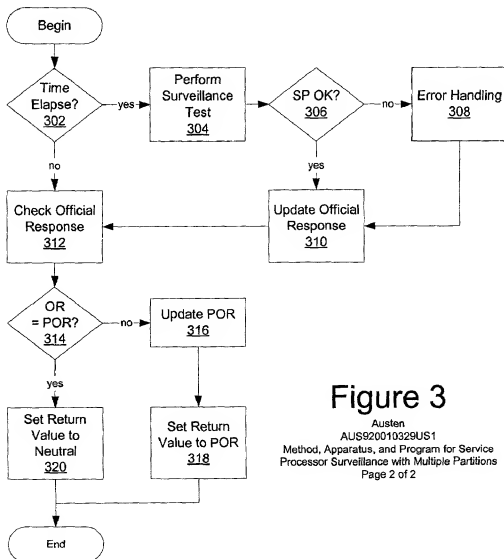 Begin
Time
Elapse?
302
yes
Perform
Surveillance
Test
304
SP OK?
306
no
Error Handling
308
no
yes
Check Official
Response
312
Update Official
Response
310
OR
= POR?
314
no
Update POR
316
yes
Set Return
Value to
Neutral
320
Set Return
Value to POR
318
End
Figure 3
Austen
AUS920010329US1
Method, Apparatus, and Program for Service
Processor Surveillance with Multiple Partitions
Page 2 of 2